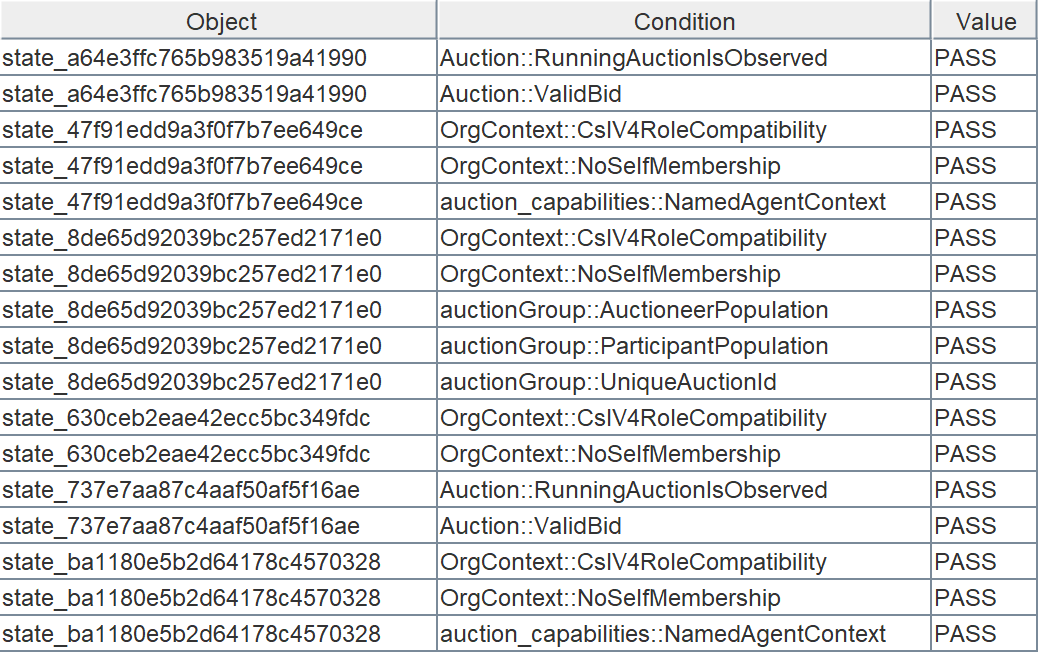 Object Condition Value
state_a64e3ffc765b983519a41990 Auction::RunningAuctionIsObserved PASS
state_a64e3ffc765b983519a41990 Auction::ValidBid PASS
state_47f91edd9a3f0f7b7ee649ce OrgContext::CsIV4RoleCompatibility PASS
state_47f91edd9a3f0f7b7ee649ce OrgContext::NoSelfMembership PASS
state_47f91edd9a3f0f7b7ee649ce auction_capabilities::NamedAgentContext PASS
state_8de65d92039bc257ed2171e0 OrgContext::CsIV4RoleCompatibility PASS
state_8de65d92039bc257ed2171e0 OrgContext::NoSelfMembership PASS
state_8de65d92039bc257ed2171e0 auctionGroup::AuctioneerPopulation PASS
state_8de65d92039bc257ed2171e0 auctionGroup::ParticipantPopulation PASS
state_8de65d92039bc257ed2171e0 auctionGroup::UniqueAuctionId PASS
state_630ceb2eae42ecc5bc349fdc OrgContext::CsIV4RoleCompatibility PASS
state_630ceb2eae42ecc5bc349fdc OrgContext::NoSelfMembership PASS
state_737e7aa87c4aaf50af5f16ae Auction::RunningAuctionIsObserved PASS
state_737e7aa87c4aaf50af5f16ae Auction::ValidBid PASS
state_ba1180e5b2d64178c4570328 OrgContext::CsIV4RoleCompatibility PASS
state_ba1180e5b2d64178c4570328 OrgContext::NoSelfMembership PASS
state_ba1180e5b2d64178c4570328 auction_capabilities::NamedAgentContext PASS